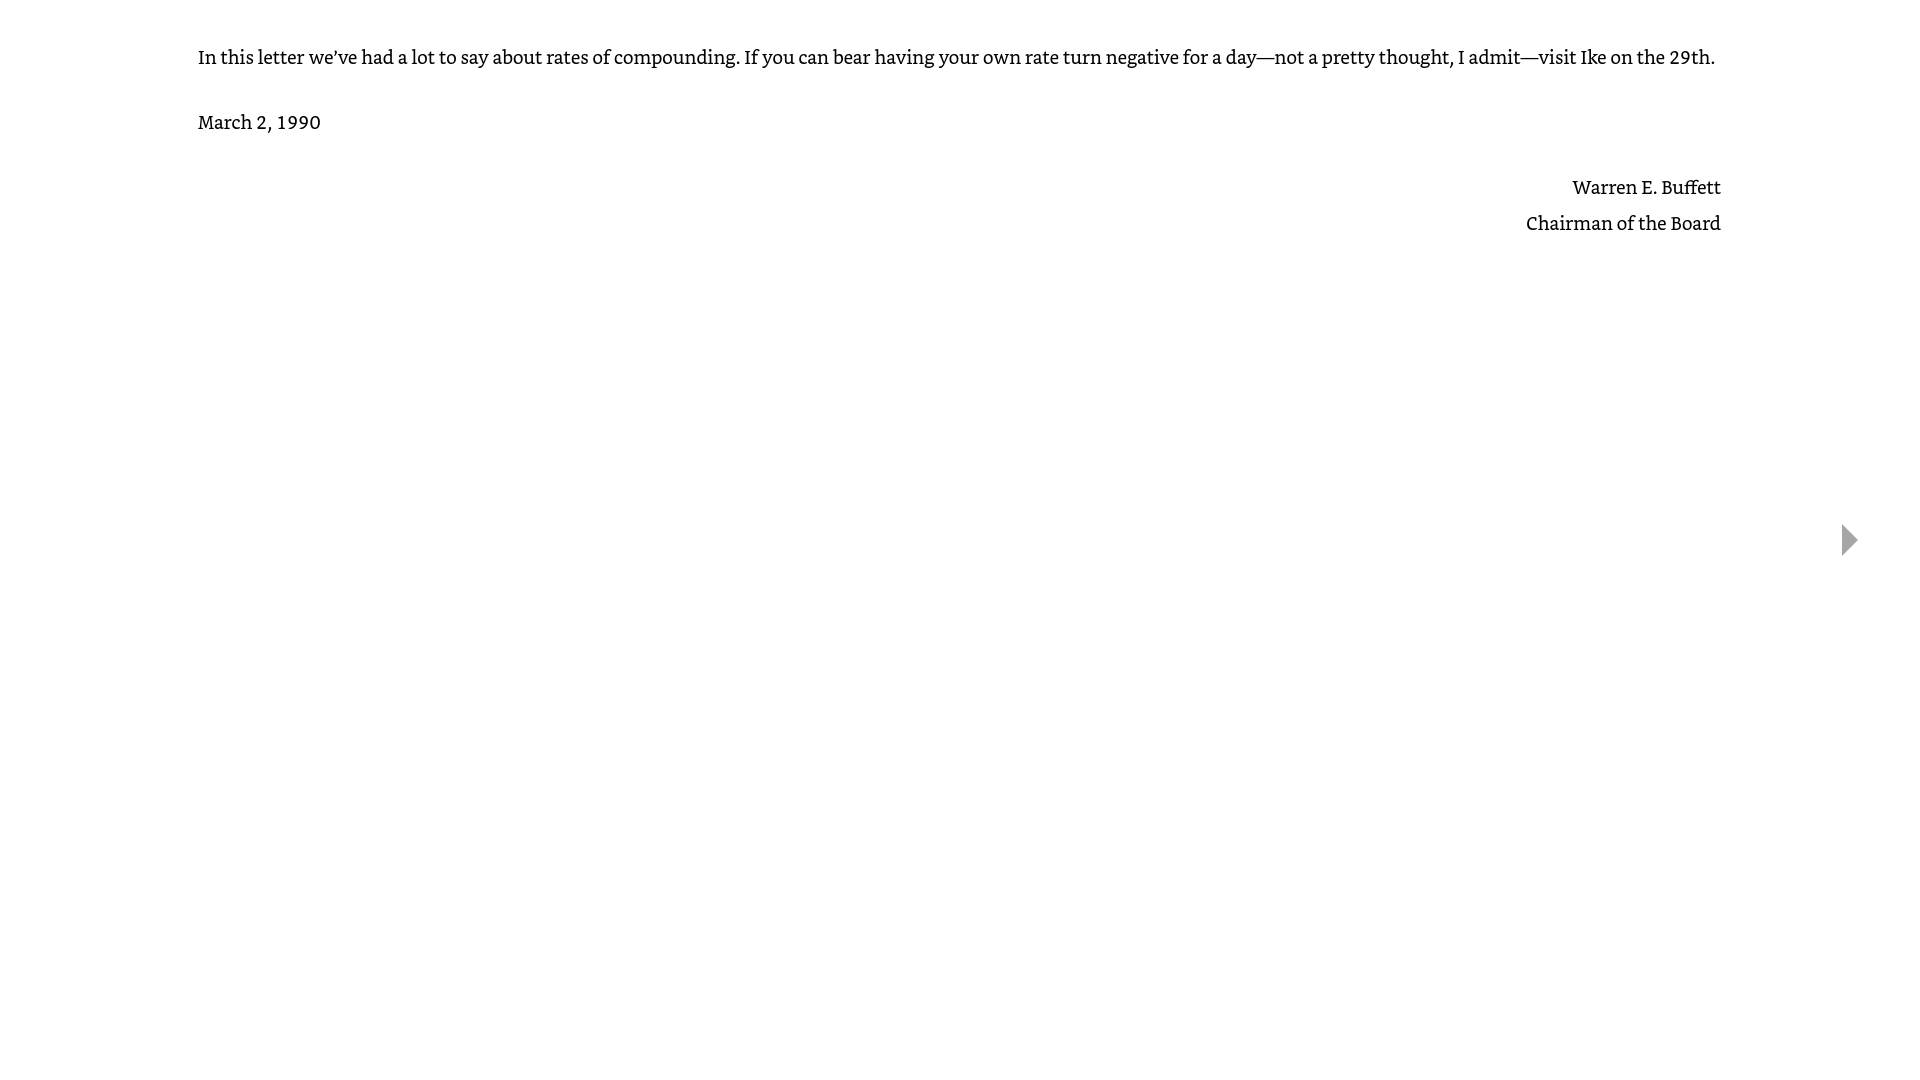 In this letter we’ve had a lot to say about rates of compounding. If you can bear having your own rate turn negative for a day—not a pretty thought, I admit—visit Ike on the 29th.
March 2, 1990
Warren E. Buffett
Chairman of the Board